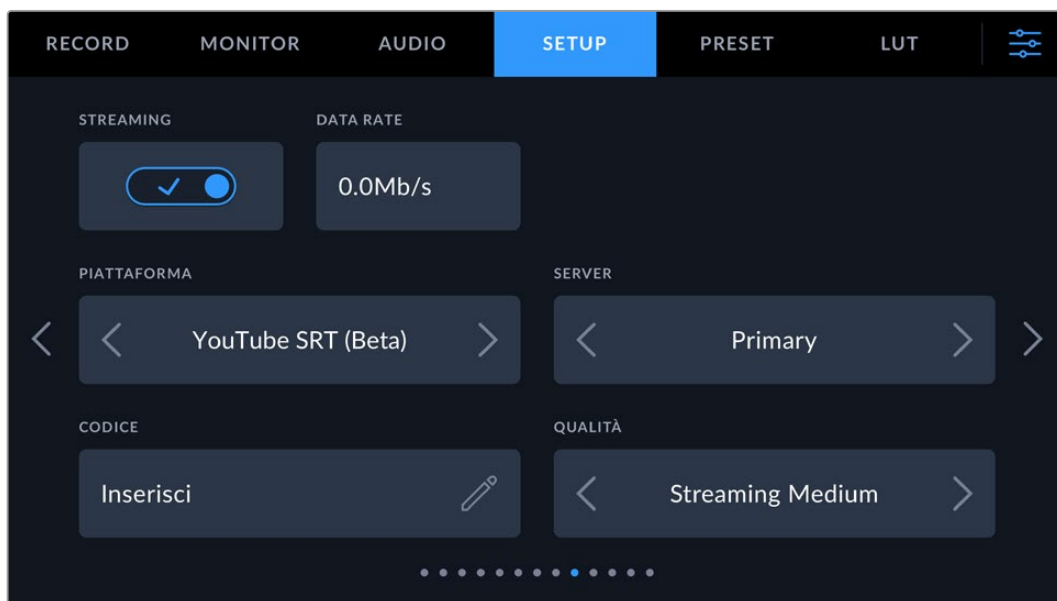 RECORD MONITOR AUDIO SETUP PRESET LUT
STREAMING DATA RATE
0.0Mb/s
PIATTAFORMA SERVER
YouTube SRT (Beta) Primary
CODICE QUALITÀ
Inserisci Streaming Medium